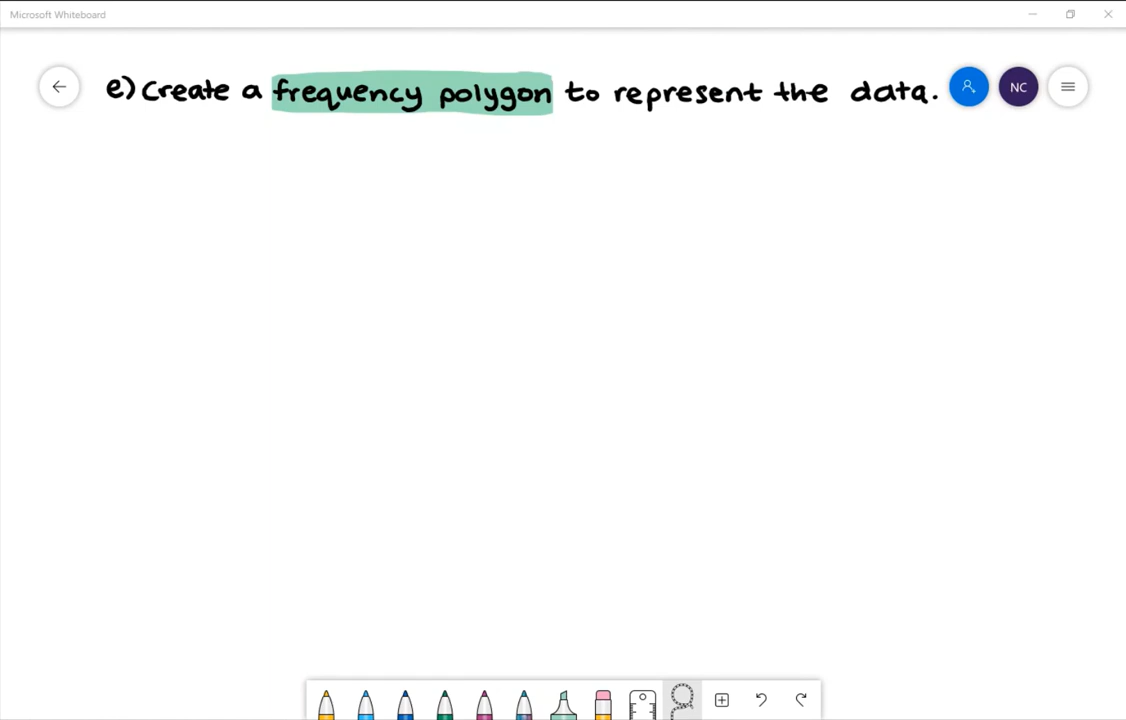 Microsoft Whiteboard
e) Create a frequency polygon to represent the data.
NC